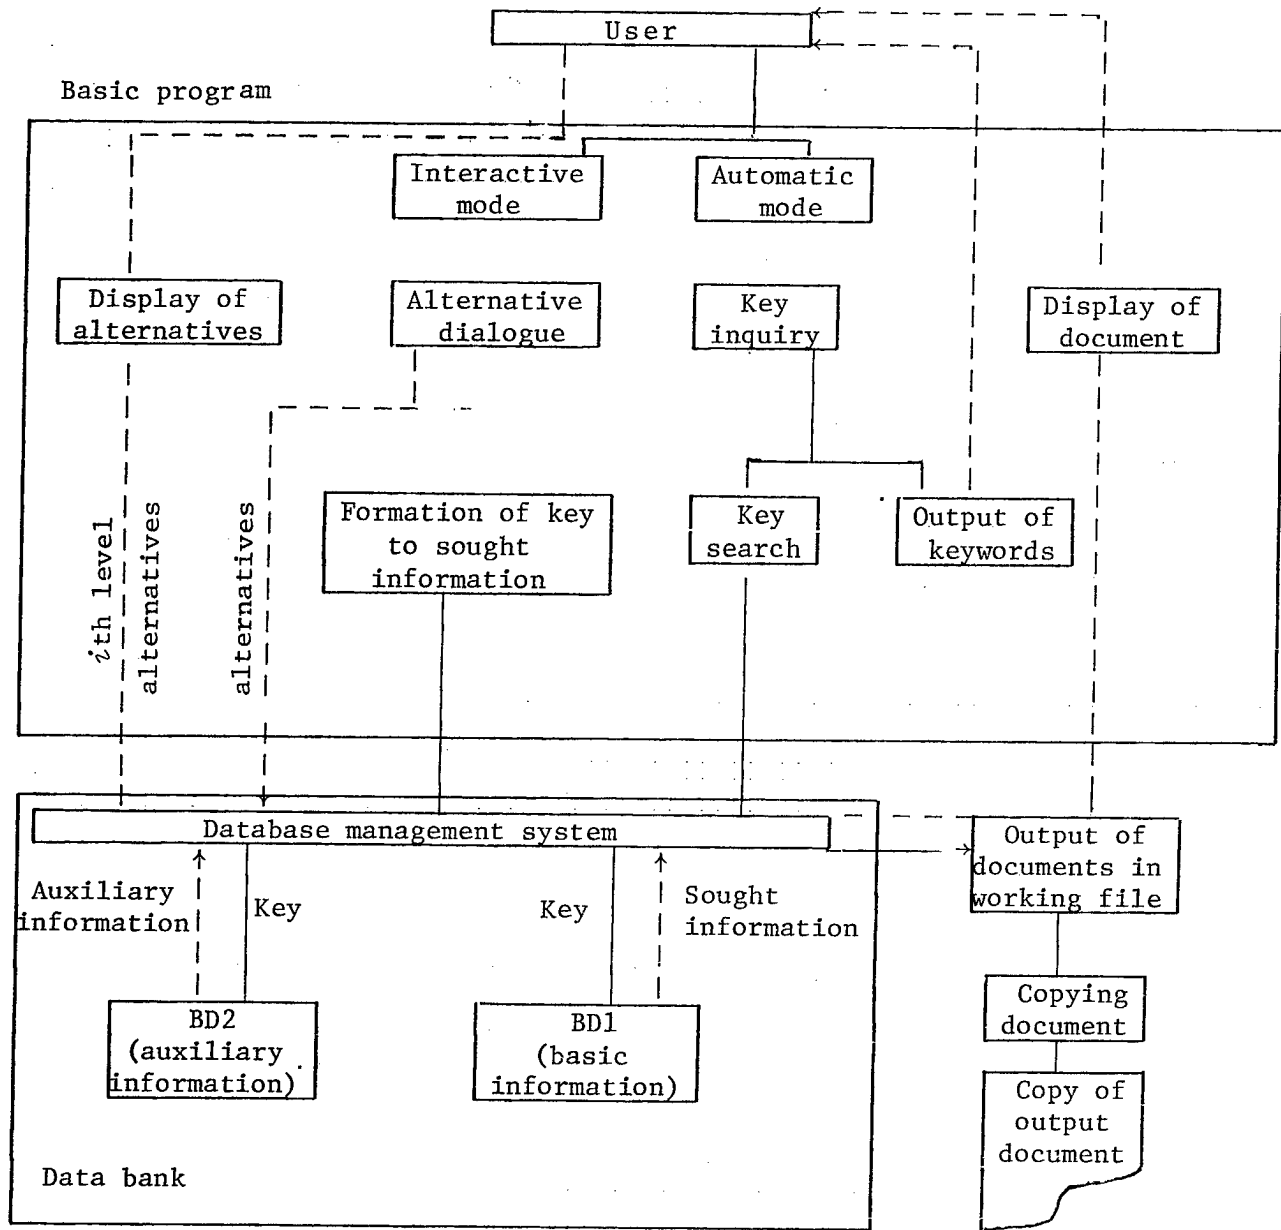 User
Basic program
Interactive
mode
Automatic
mode
Display of
alternatives
Alternative
dialogue
Key
inquiry
Display of
document
ith level
alternatives
alternatives
Formation of key
to sought
information
Key
search
Output of
keywords
Database management system
Output of
documents in
working file
Auxiliary
information
Key
Key
Sought
information
BD2
(auxiliary
information)
BD1
(basic
information)
Copying
document
Copy of
output
document
Data bank